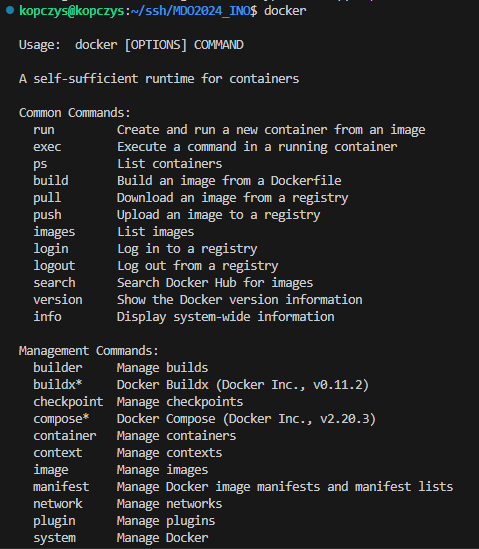 kopczys@kopczys:~/ssh/MDO2024_INO$ docker
Usage:  docker [OPTIONS] COMMAND
A self-sufficient runtime for containers
Common Commands:
  run         Create and run a new container from an image
  exec        Execute a command in a running container
  ps          List containers
  build       Build an image from a Dockerfile
  pull        Download an image from a registry
  push        Upload an image to a registry
  images      List images
  login       Log in to a registry
  logout      Log out from a registry
  search      Search Docker Hub for images
  version     Show the Docker version information
  info        Display system-wide information
Management Commands:
  builder     Manage builds
  buildx*     Docker Buildx (Docker Inc., v0.11.2)
  checkpoint  Manage checkpoints
  compose*    Docker Compose (Docker Inc., v2.20.3)
  container   Manage containers
  context     Manage contexts
  image       Manage images
  manifest    Manage Docker image manifests and manifest lists
  network     Manage networks
  plugin      Manage plugins
  system      Manage Docker